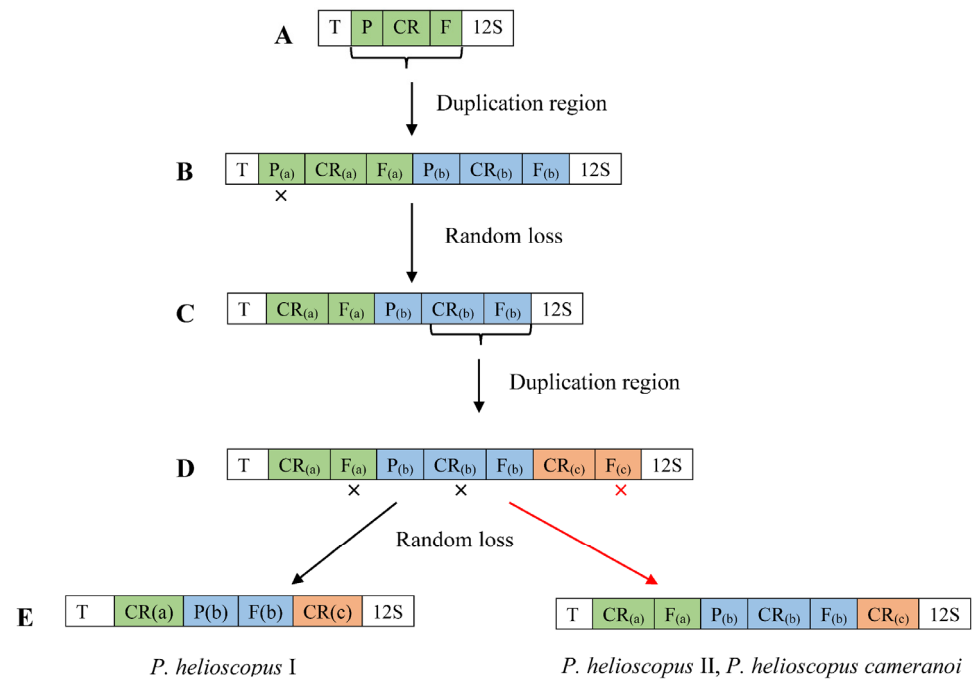 A T P CR F 12S
Duplication region
B T P(a) CR(a) F(a) P(b) CR(b) F(b) 12S
×
Random loss
C T CR(a) F(a) P(b) CR(b) F(b) 12S
Duplication region
D T CR(a) F(a) P(b) CR(b) F(b) CR(c) F(c) 12S
× × ×
Random loss
E T CR(a) P(b) F(b) CR(c) 12S
T CR(a) F(a) P(b) CR(b) F(b) CR(c) 12S
P. helioscopus I
P. helioscopus II, P. helioscopus cameranoi